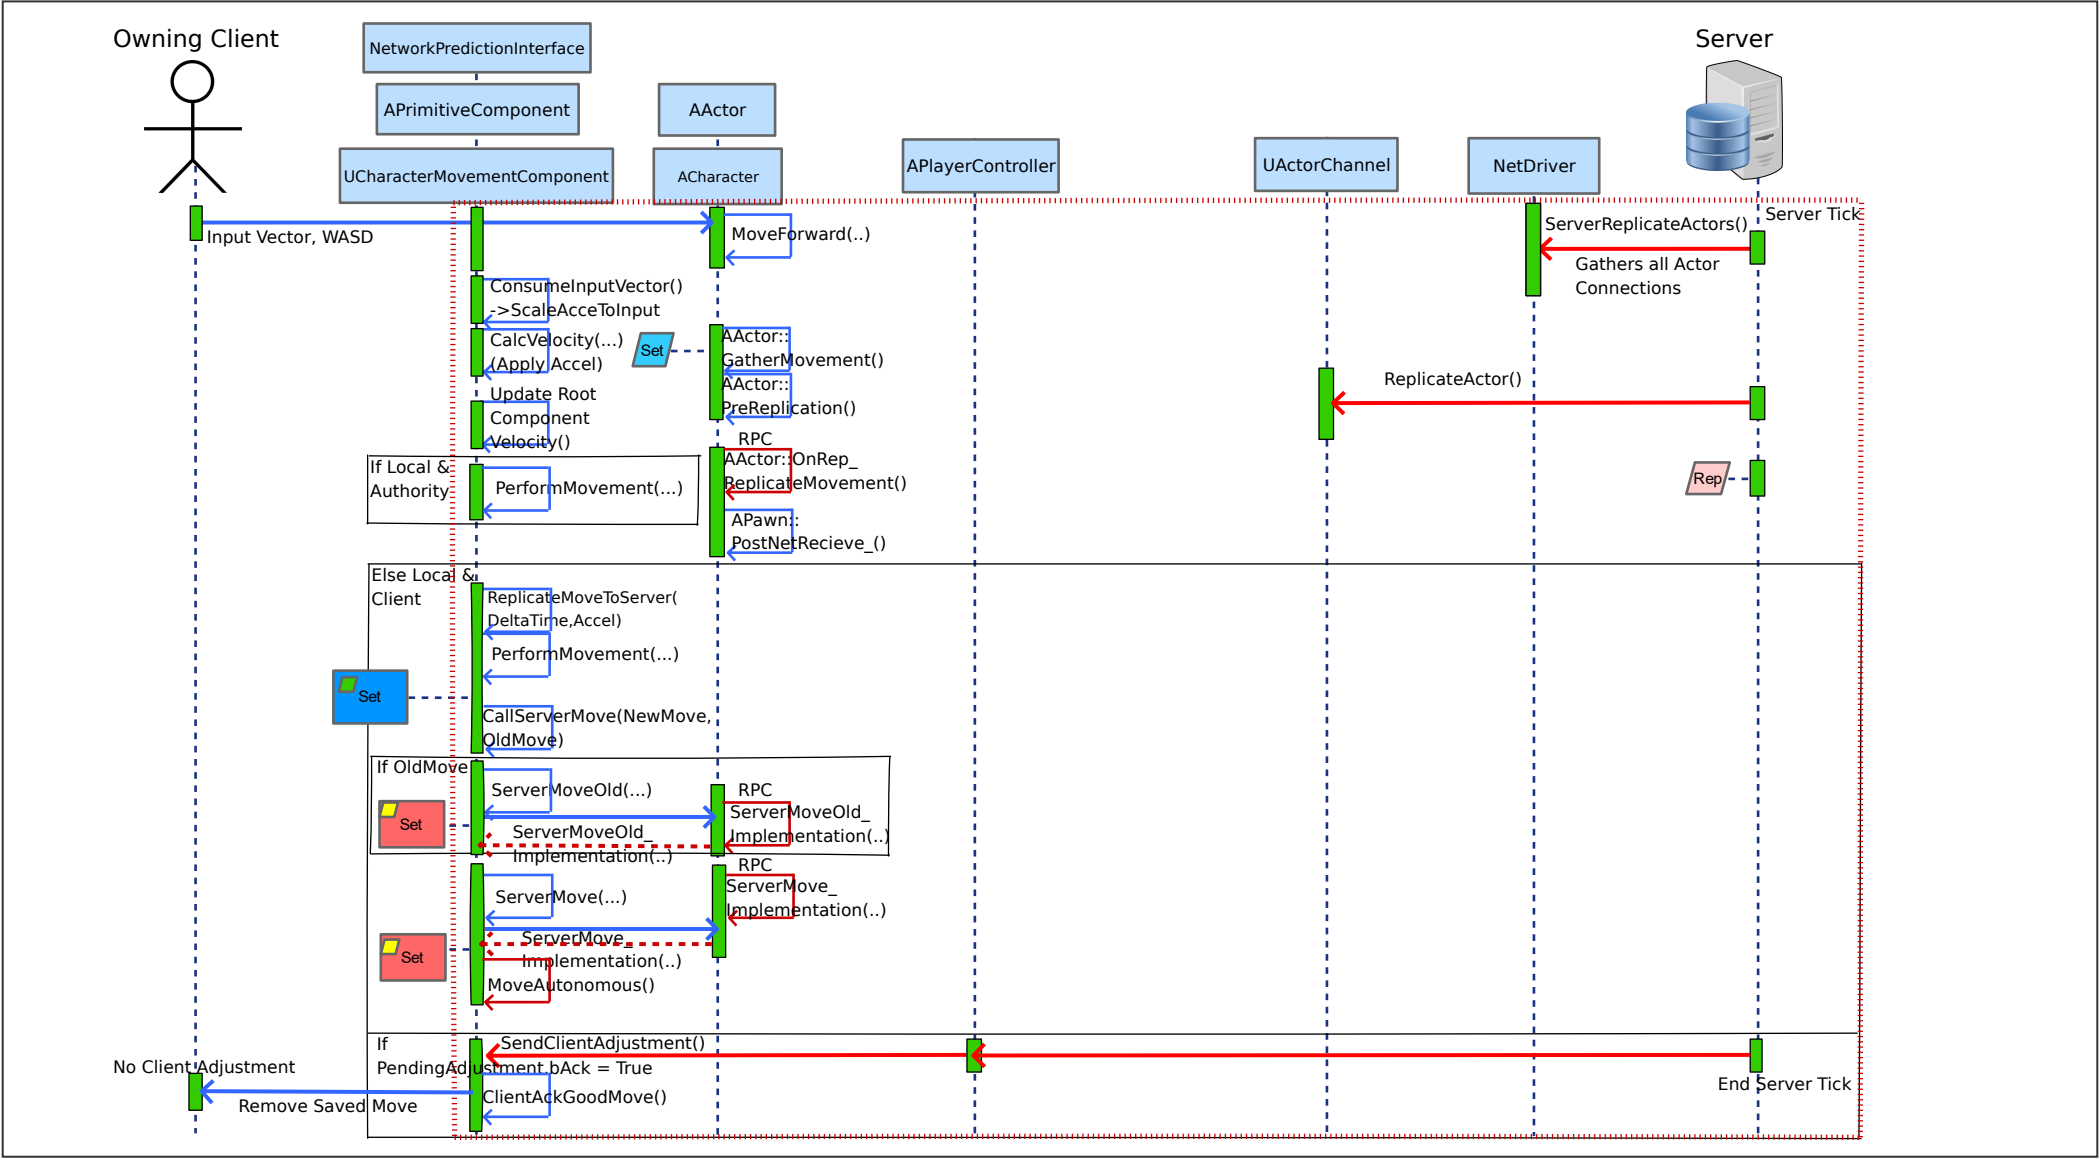 Owning Client
Server
NetworkPredictionInterface
APrimitiveComponent
AActor
UCharacterMovementComponent
ACharacter
APlayerController
UActorChannel
NetDriver
Server Tick
Input Vector, WASD
MoveForward(..)
ServerReplicateActors()
Gathers all Actor
Connections
ConsumeInputVector()
->ScaleAcceToInput
CalcVelocity(...)
(Apply Accel)
Set
AActor::
GatherMovement()
AActor::
PreReplication()
ReplicateActor()
Update Root
Component
Velocity()
RPC
AActor::OnRep_
ReplicateMovement()
If Local &
Authority
PerformMovement(...)
Rep
APawn::
PostNetRecieve_()
Else Local &
Client
ReplicateMoveToServer(
DeltaTime,Accel)
PerformMovement(...)
Set
CallServerMove(NewMove,
OldMove)
If OldMove
ServerMoveOld(...)
RPC
ServerMoveOld_
Implementation(..)
Set
ServerMoveOld_
Implementation(..)
RPC
ServerMove_
Implementation(..)
ServerMove(...)
ServerMove_
Implementation(..)
Set
MoveAutonomous()
If
PendingAdjustment.bAck = True
SendClientAdjustment()
No Client Adjustment
End Server Tick
Remove Saved Move
ClientAckGoodMove()